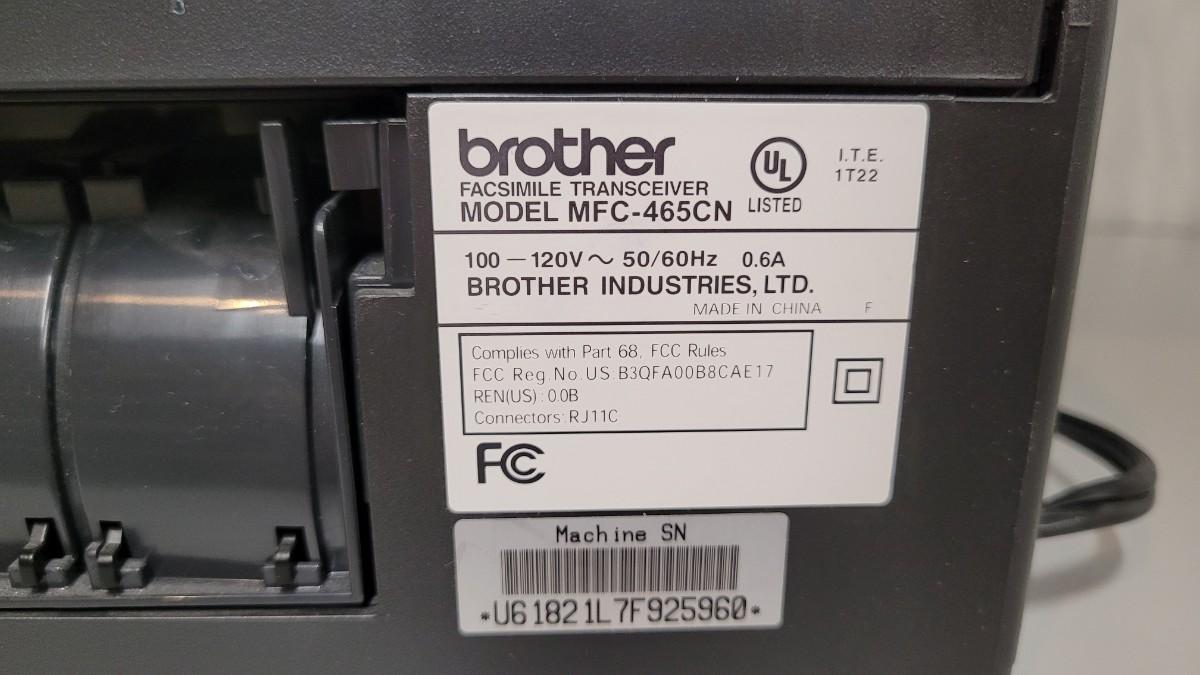 brother
FACSIMILE TRANSCEIVER
MODEL MFC-465CN
UL
LISTED
I.T.E.
1T22
100 — 120V ~ 50/60Hz 0.6A
BROTHER INDUSTRIES, LTD.
MADE IN CHINA F
Complies with Part 68, FCC Rules
FCC Reg.No.US:B3QFA00B8CAE17
REN(US): 0.0B
Connectors:RJ11C
FC
Machine SN
*U61821L7F925960*